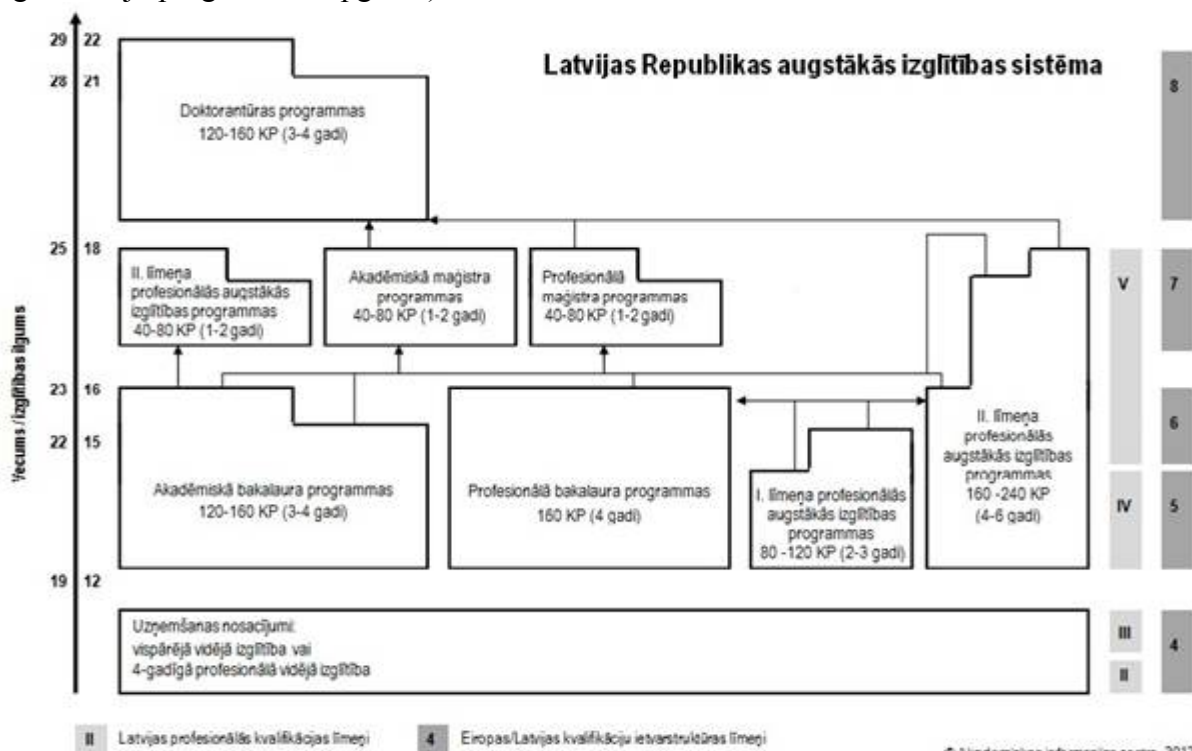 Latvijas Republikas augstākās izglītības sistēma
29 22
28 21
Doktorantūras programmas
120-160 KP (3-4 gadi)
8
25 18
II. līmeņa
profesionālās augstākās
izglītības programmas
40-80 KP (1-2 gadi)
Akadēmiskā maģistra
programmas
40-80 KP (1-2 gadi)
Profesionālā
maģistra programmas
40-80 KP (1-2 gadi)
V
7
Vecums / izglītības ilgums
23 16
22 15
Akadēmiskā bakalaura programmas
120-160 KP (3-4 gadi)
Profesionālā bakalaura programmas
160 KP (4 gadi)
I. līmeņa profesionālās
augstākās izglītības
programmas
80 -120 KP (2-3 gadi)
II. līmeņa
profesionālās
augstākās izglītības
programmas
160 -240 KP
(4-6 gadi)
6
IV
5
19 12
Uzņemšanas nosacījumi:
vispārējā vidējā izglītība vai
4-gadīgā profesionālā vidējā izglītība
III
II
4
II Latvijas profesionālās kvalifikācijas līmeņi
4 Eiropas/Latvijas kvalifikāciju ietvarstruktūras līmeņi